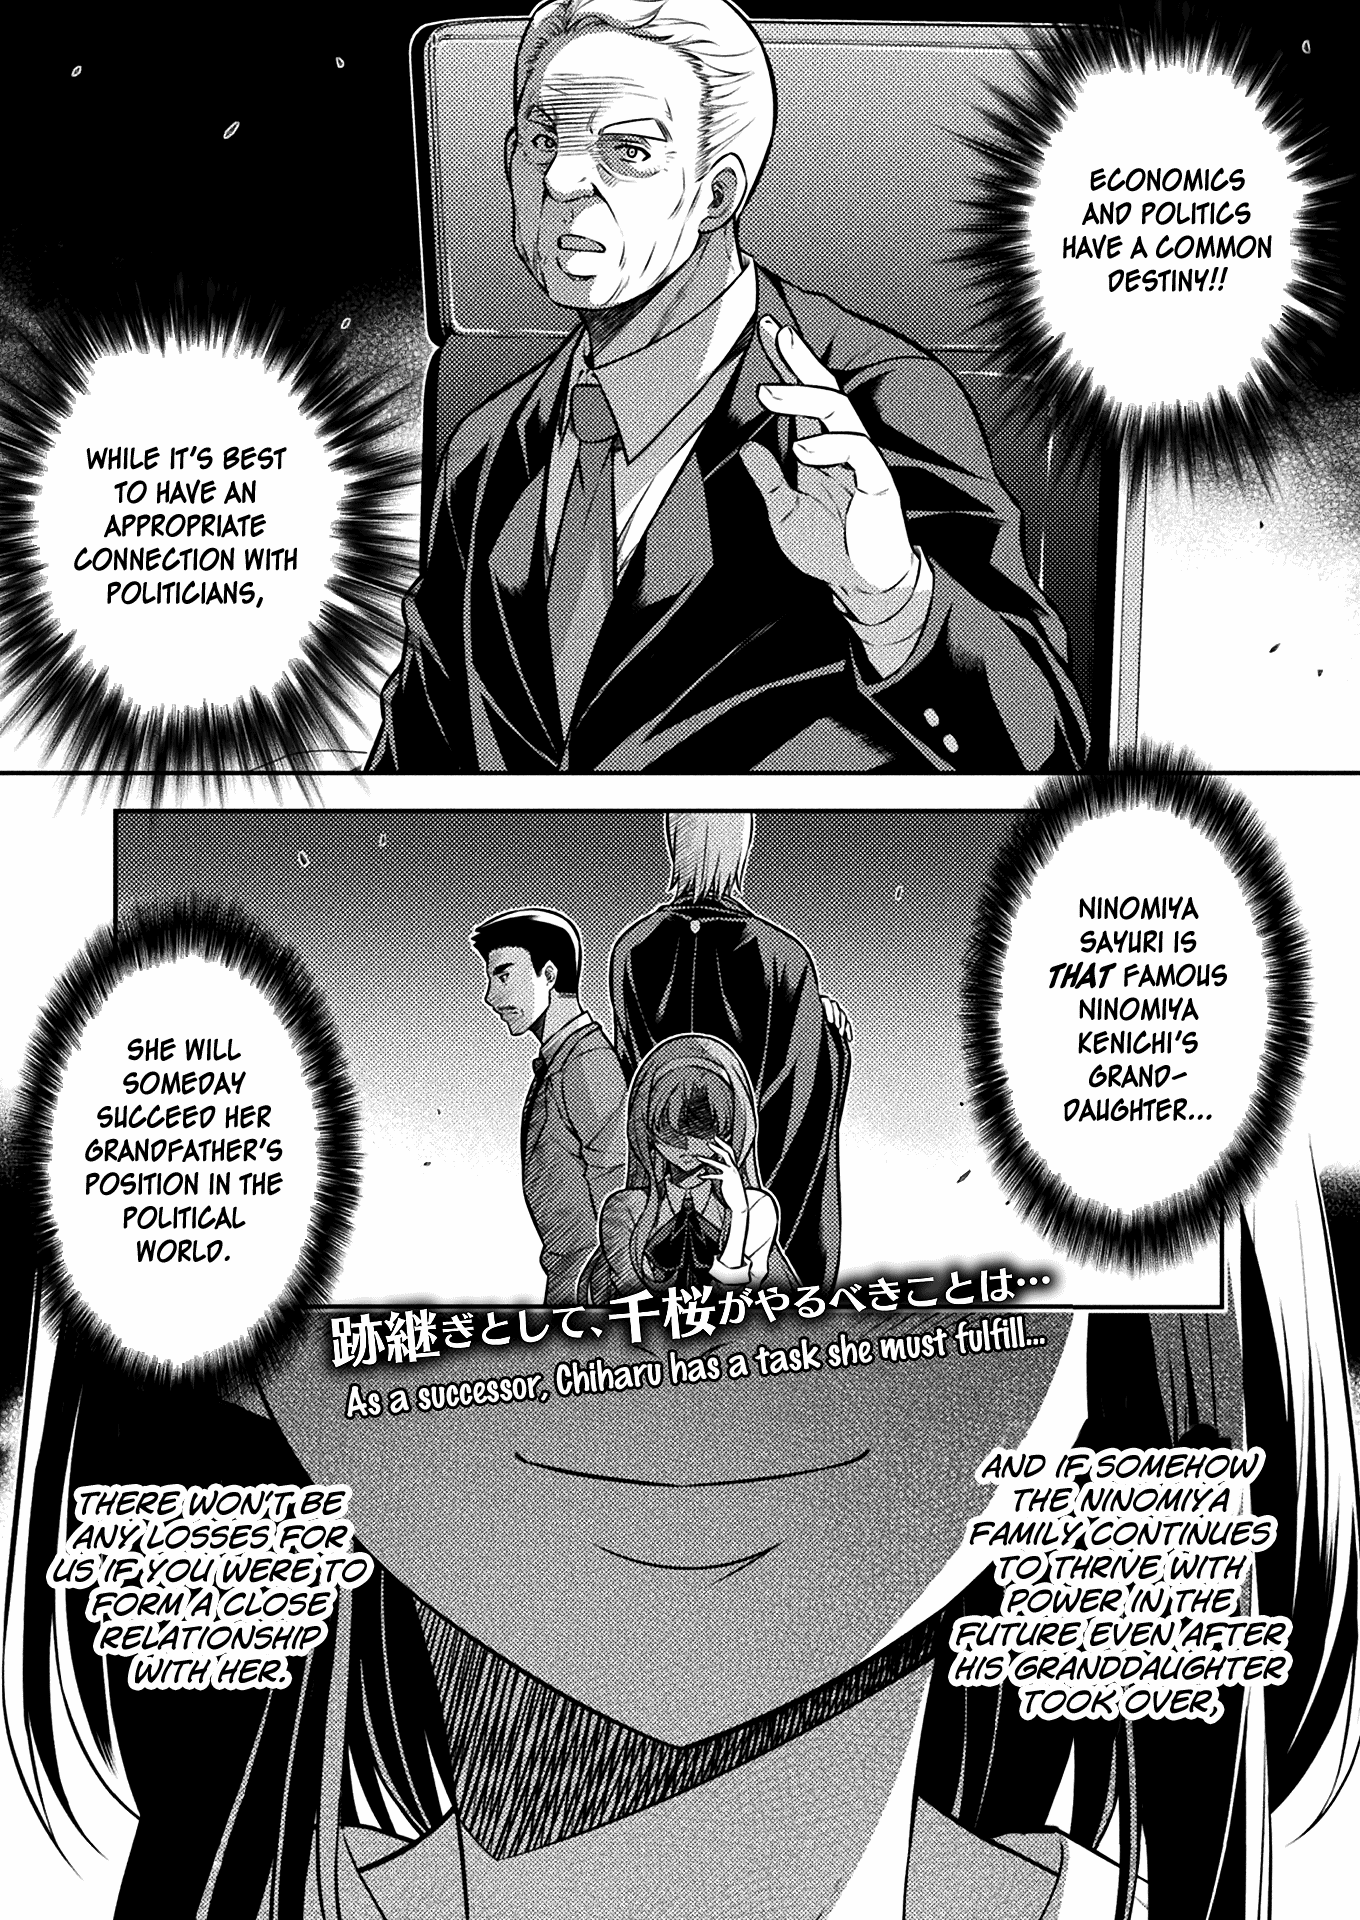 ECONOMICS
AND POLITICS
HAVE A COMMON
DESTINY!!
WHILE IT'S BEST
TO HAVE AN
APPROPRIATE
CONNECTION WITH
POLITICIANS,
NINOMIYA
SAYURI IS
THAT FAMOUS
NINOMIYA
KENICHI'S
GRAND-
DAUGHTER...
SHE WILL
SOMEDAY
SUCCEED HER
GRANDFATHER'S
POSITION IN THE
POLITICAL
WORLD.
跡継ぎとして、千桜がやるべきことは…
As a successor, Chiharu has a task she must fulfill...
AND IF SOMEHOW
THE NINOMIYA
FAMILY CONTINUES
TO THRIVE WITH
POWER IN THE
FUTURE EVEN AFTER
HIS GRANDDAUGHTER
TOOK OVER,
THERE WON'T BE
ANY LOSSES FOR
US IF YOU WERE TO
FORM A CLOSE
RELATIONSHIP
WITH HER.